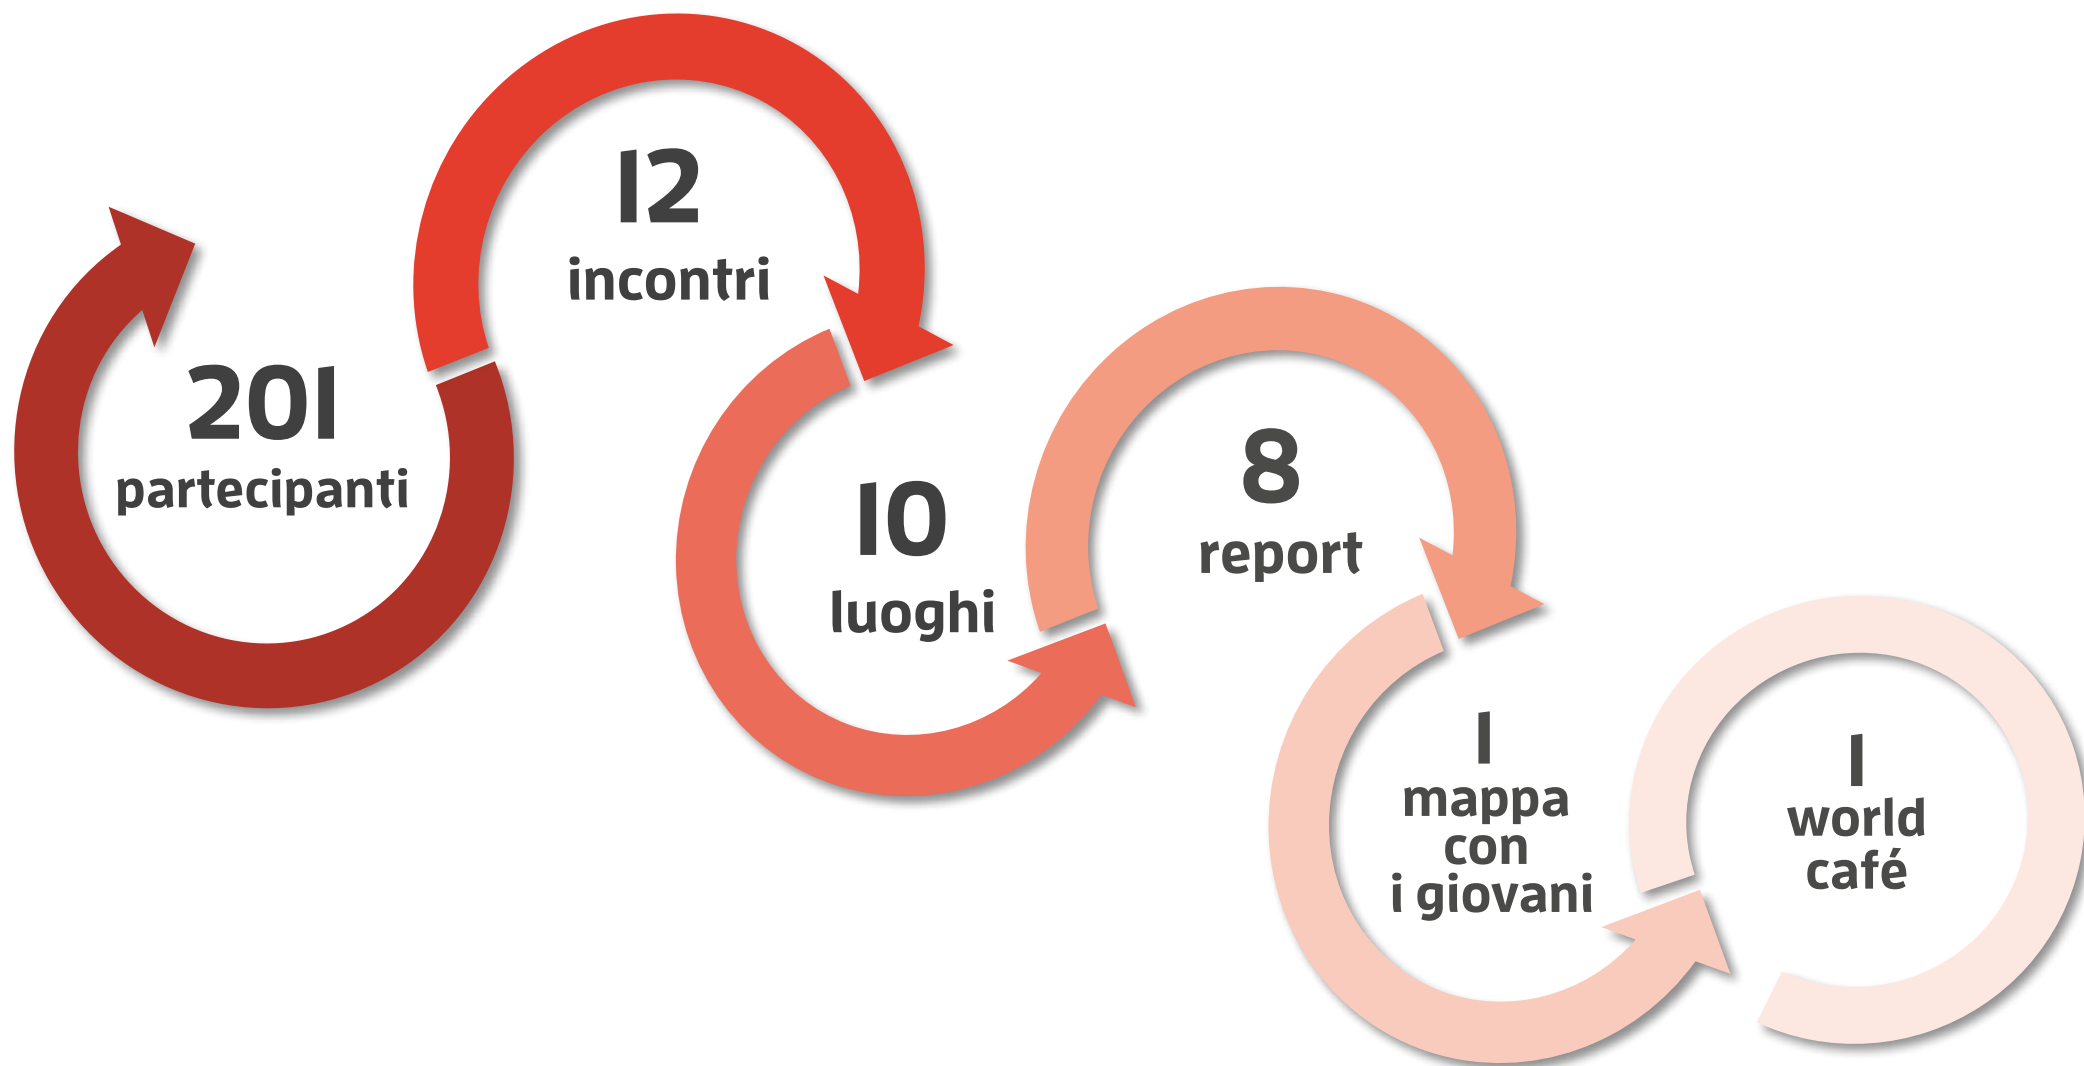 201
partecipanti
12
incontri
10
luoghi
8
report
1
mappa
con
i giovani
1
world
café